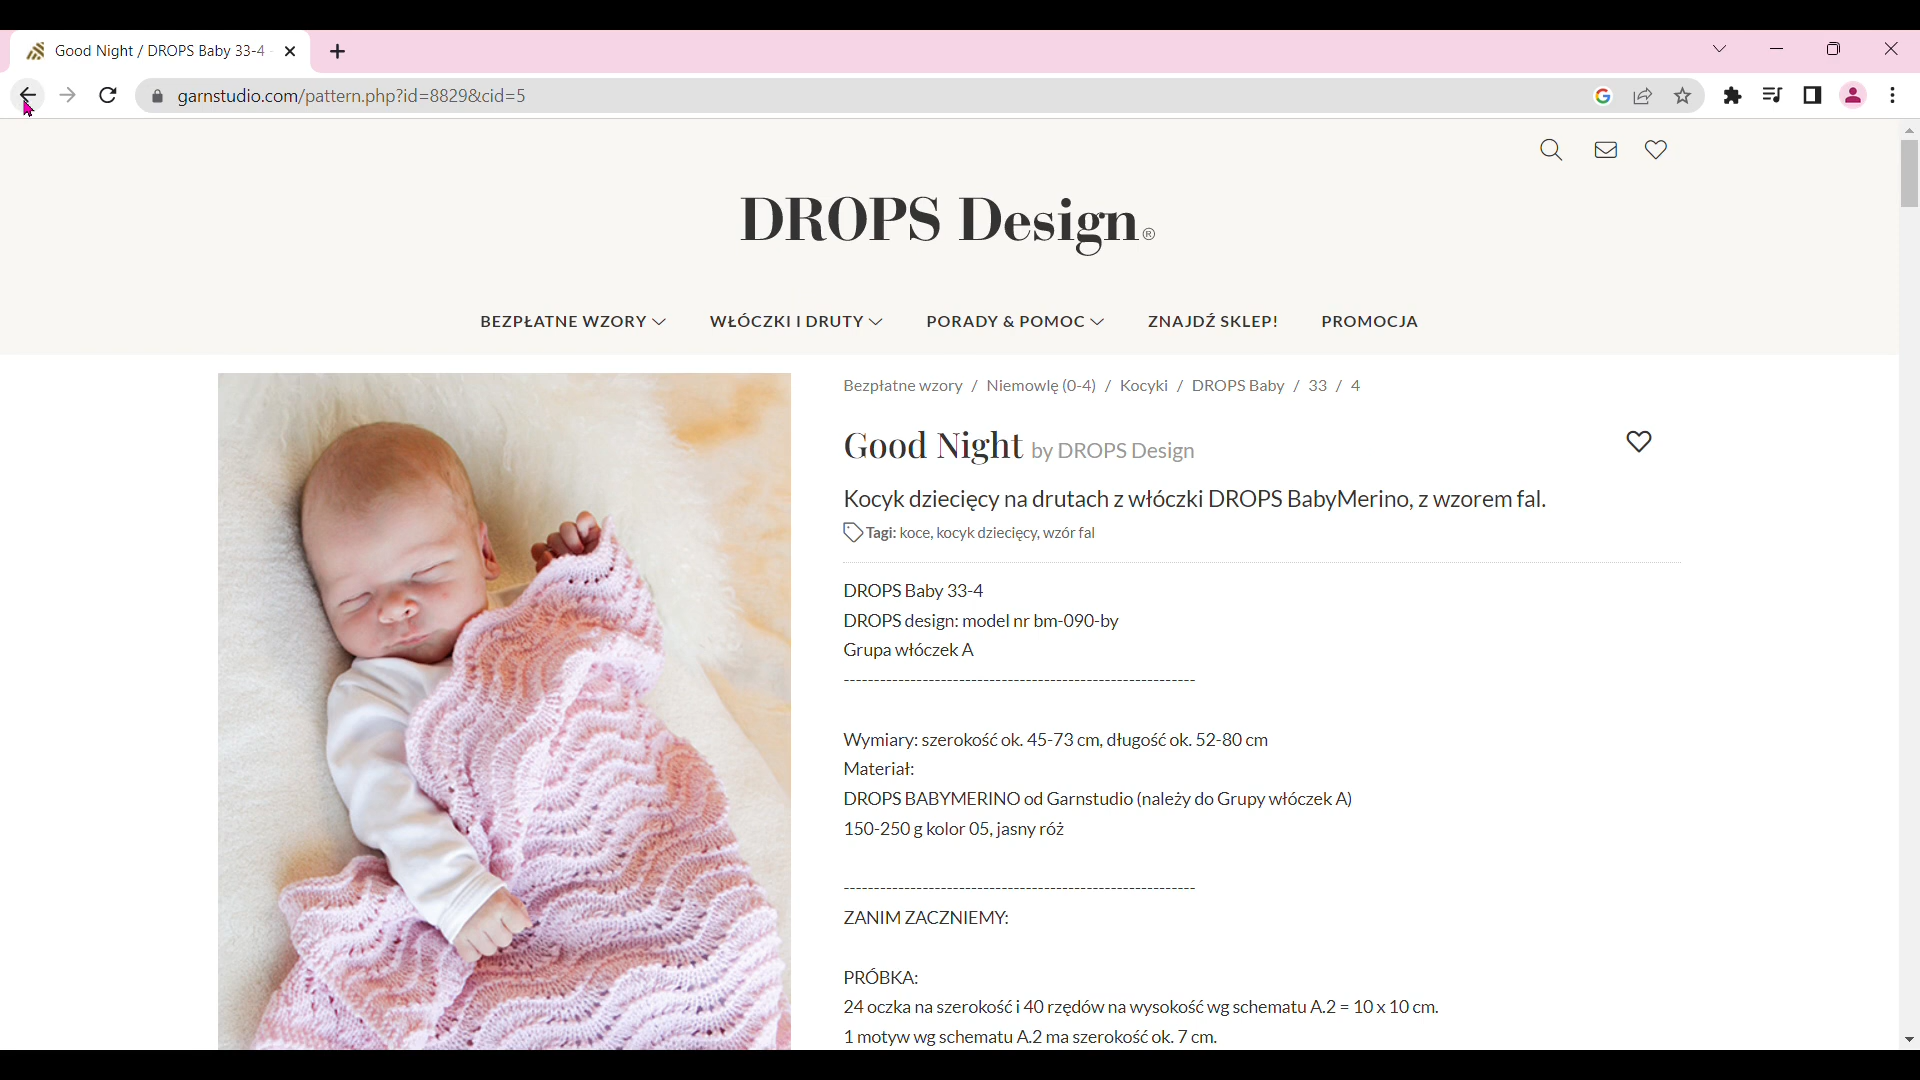 Good Night / DROPS Baby 33-4
garnstudio.com/pattern.php?id=8829&cid=5
DROPS Design®
BEZPŁATNE WZORY WŁÓCZKI I DRUTY PORADY & POMOC ZNAJDŹ SKLEP! PROMOCJA
Bezpłatne wzory / Niemowlę (0-4) / Kocyki / DROPS Baby / 33 / 4
Good Night by DROPS Design
Kocyk dziecięcy na drutach z włóczki DROPS BabyMerino, z wzorem fal.
Tagi: koce, kocyk dziecięcy, wzór fal
DROPS Baby 33-4
DROPS design: model nr bm-090-by
Grupa włóczek A
-----------------------------------------------------------
Wymiary: szerokość ok. 45-73 cm, długość ok. 52-80 cm
Materiał:
DROPS BABYMERINO od Garnstudio (należy do Grupy włóczek A)
150-250 g kolor 05, jasny róż
-----------------------------------------------------------
ZANIM ZACZNIEMY:
PRÓBKA:
24 oczka na szerokość i 40 rzędów na wysokość wg schematu A.2 = 10 x 10 cm.
1 motyw wg schematu A.2 ma szerokość ok. 7 cm.